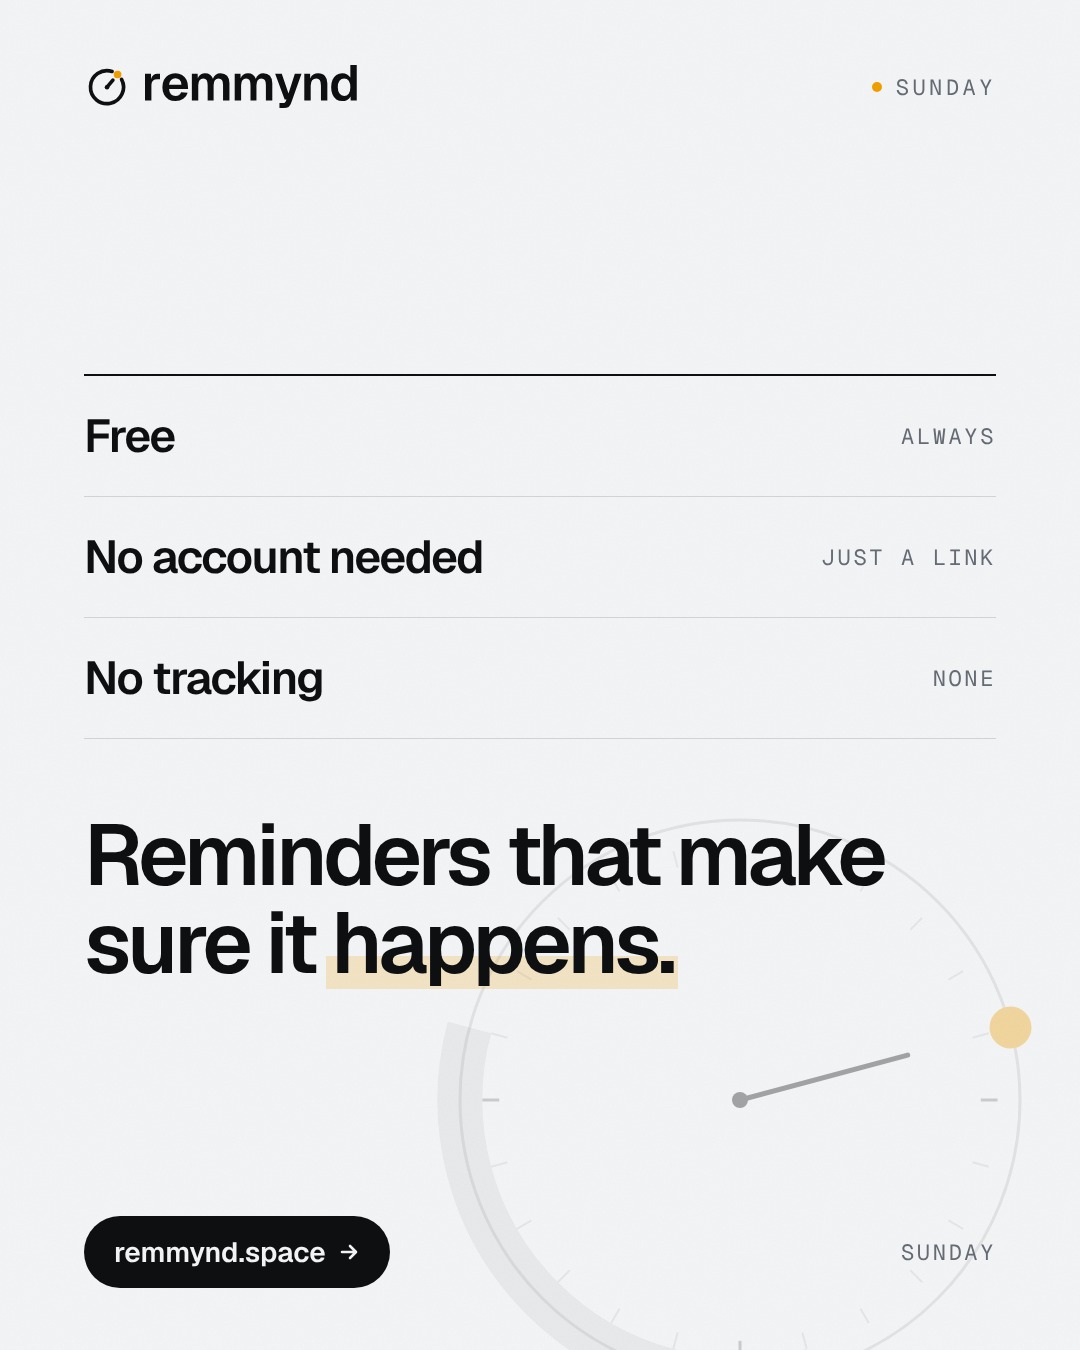 remmynd
SUNDAY
Free
ALWAYS
No account needed
JUST A LINK
No tracking
NONE
Reminders that make
sure it happens.
remmynd.space →
SUNDAY